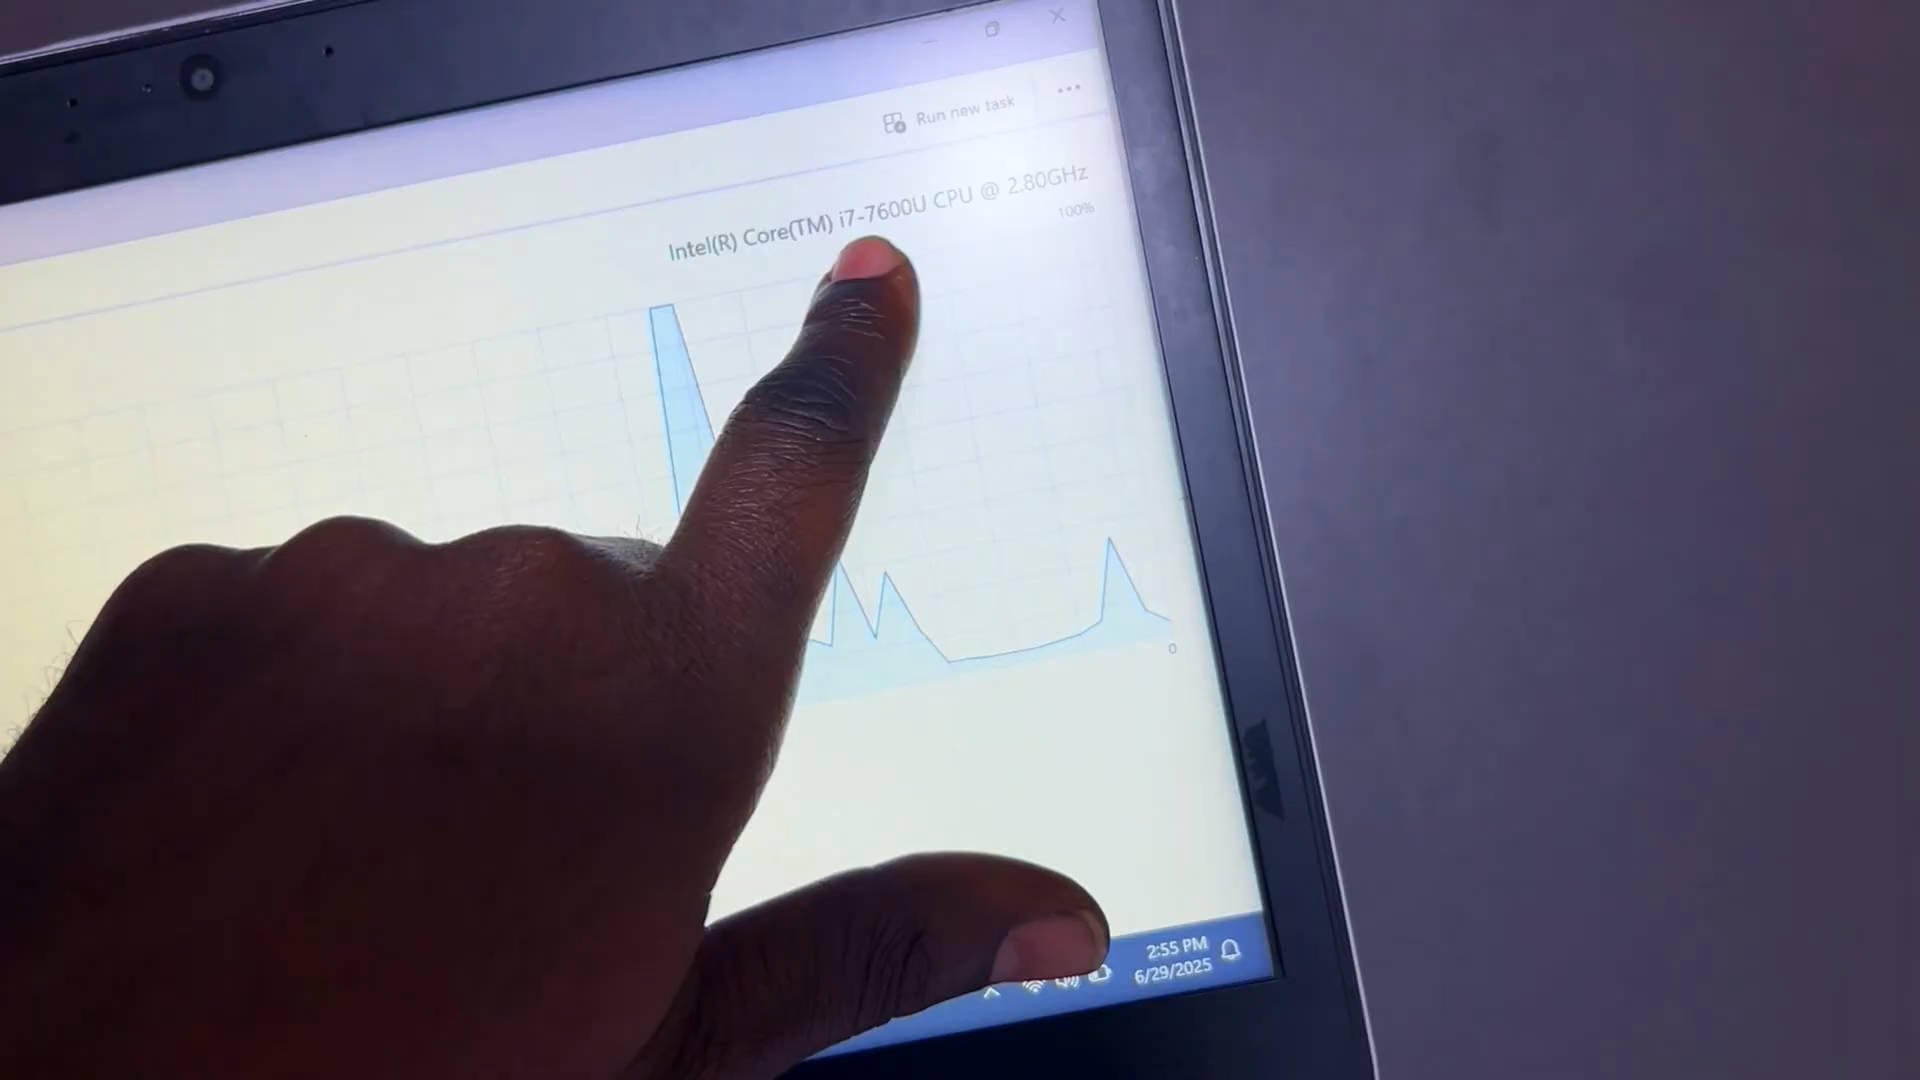 Run new task
Intel(R) Core(TM) i7-7600U CPU @ 2.80GHz
100%
0
2:55 PM
6/29/2025